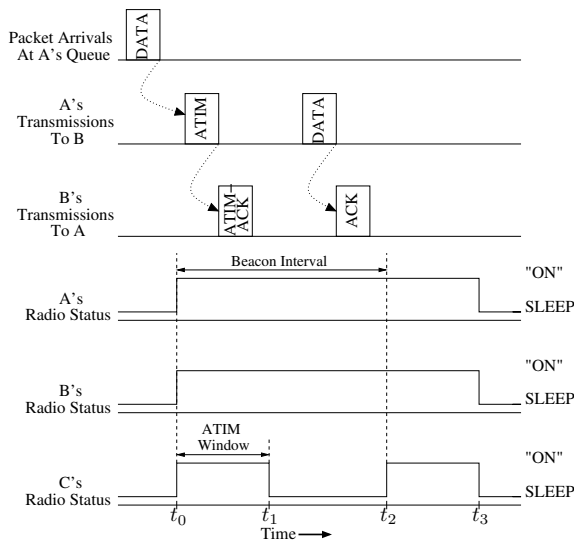 Packet Arrivals
At A's Queue
DATA
A's
Transmissions
To B
ATIM
DATA
B's
Transmissions
To A
ATIM–
ACK
ACK
Beacon Interval
A's
Radio Status
"ON"
SLEEP
B's
Radio Status
"ON"
SLEEP
ATIM
Window
C's
Radio Status
"ON"
SLEEP
t0 t1 t2 t3
Time